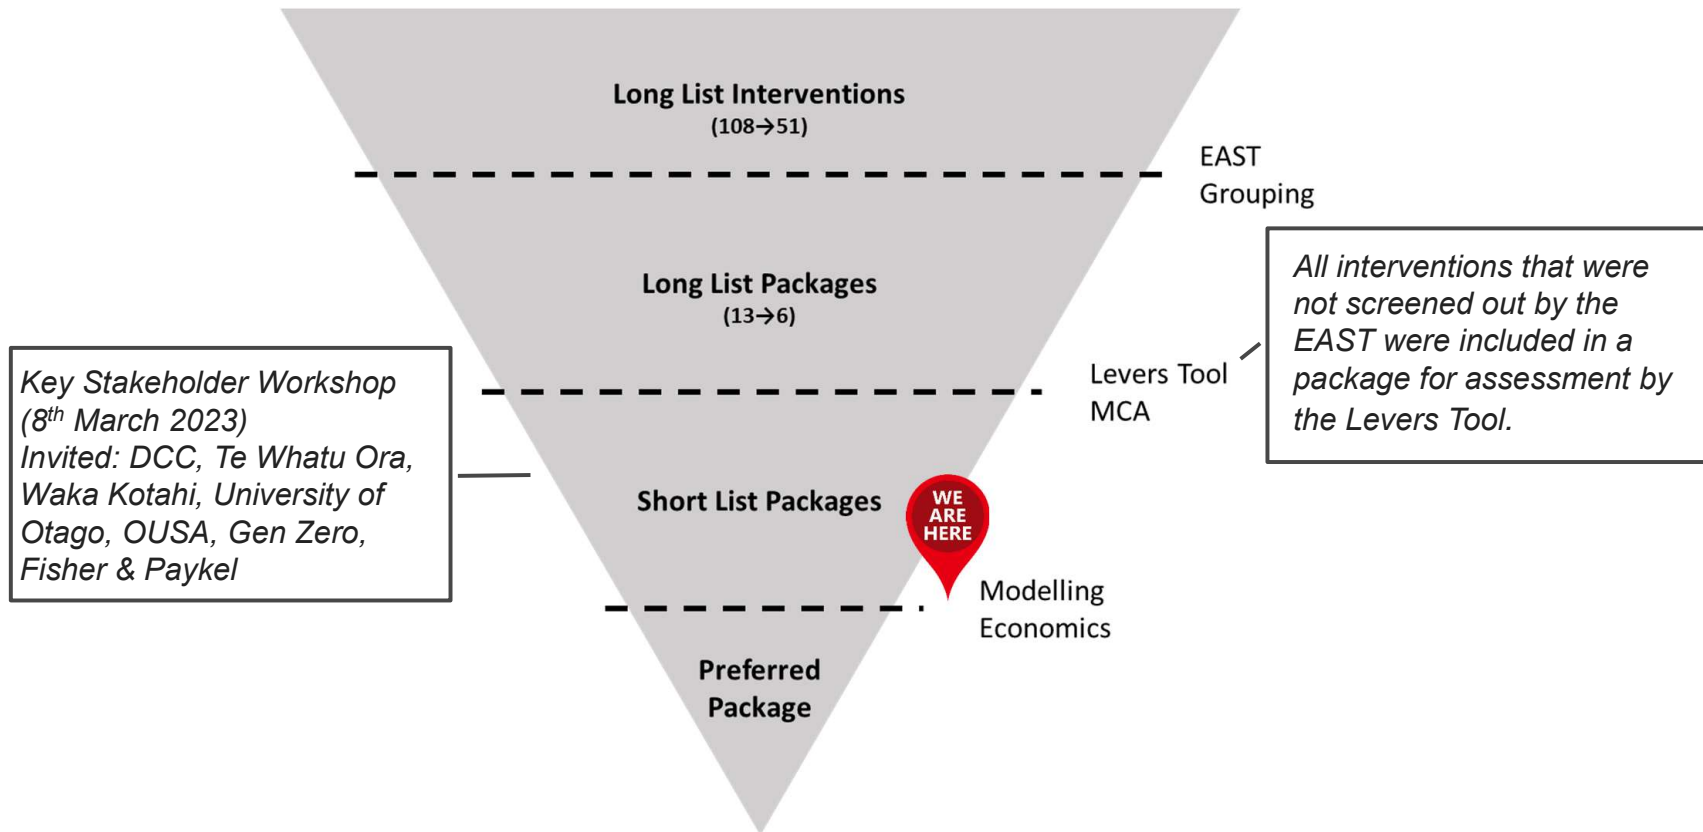 Long List Interventions
(108→51)
EAST
Grouping
Long List Packages
(13→6)
All interventions that were
not screened out by the
EAST were included in a
package for assessment by
the Levers Tool.
Levers Tool
MCA
Key Stakeholder Workshop
(8th March 2023)
Invited: DCC, Te Whatu Ora,
Waka Kotahi, University of
Otago, OUSA, Gen Zero,
Fisher & Paykel
Short List Packages
WE
ARE
HERE
Modelling
Economics
Preferred
Package